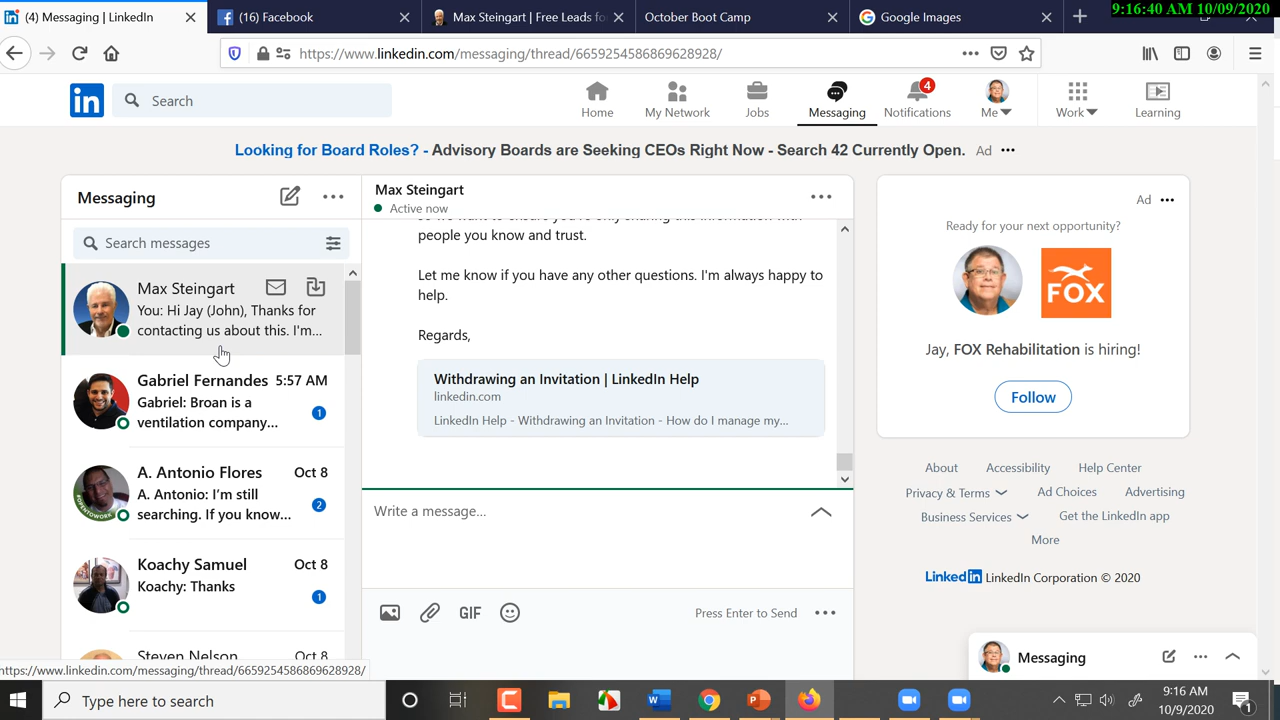 (4) Messaging | LinkedIn
(16) Facebook
Max Steingart | Free Leads fo
October Boot Camp
Google Images
9:16:40 AM 10/09/2020
https://www.linkedin.com/messaging/thread/6659254586869628928/
in
Search
Home
My Network
Jobs
Messaging
4
Notifications
Me
Work
Learning
Looking for Board Roles? - Advisory Boards are Seeking CEOs Right Now - Search 42 Currently Open.
Ad
Messaging
Search messages
Max Steingart
You: Hi Jay (John), Thanks for
contacting us about this. I'm...
Gabriel Fernandes 5:57 AM
Gabriel: Broan is a
ventilation company...
1
A. Antonio Flores Oct 8
A. Antonio: I'm still
searching. If you know...
2
#OPENTOWORK
Koachy Samuel Oct 8
Koachy: Thanks
1
Steven Nelson Oct 8
https://www.linkedin.com/messaging/thread/6659254586869628928/
Max Steingart
Active now
people you know and trust.
Let me know if you have any other questions. I'm always happy to
help.
Regards,
Withdrawing an Invitation | LinkedIn Help
linkedin.com
LinkedIn Help - Withdrawing an Invitation - How do I manage my...
Write a message...
GIF
Press Enter to Send
Ad
Ready for your next opportunity?
FOX
Jay, FOX Rehabilitation is hiring!
Follow
About
Accessibility
Help Center
Privacy & Terms
Ad Choices
Advertising
Business Services
Get the LinkedIn app
More
LinkedIn LinkedIn Corporation © 2020
Messaging
Type here to search
9:16 AM
10/9/2020
1